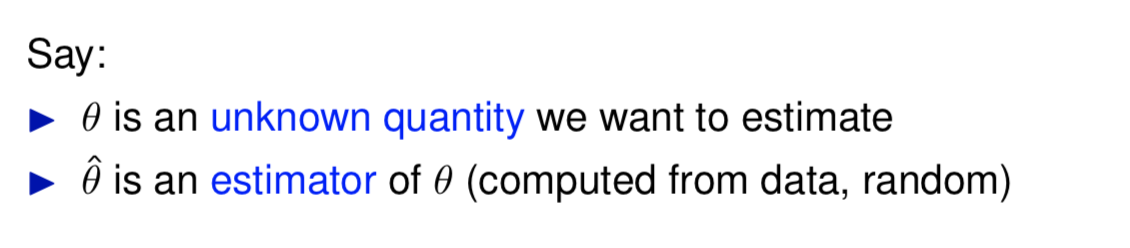 Say:
▶ θ is an unknown quantity we want to estimate
▶ θ̂ is an estimator of θ (computed from data, random)